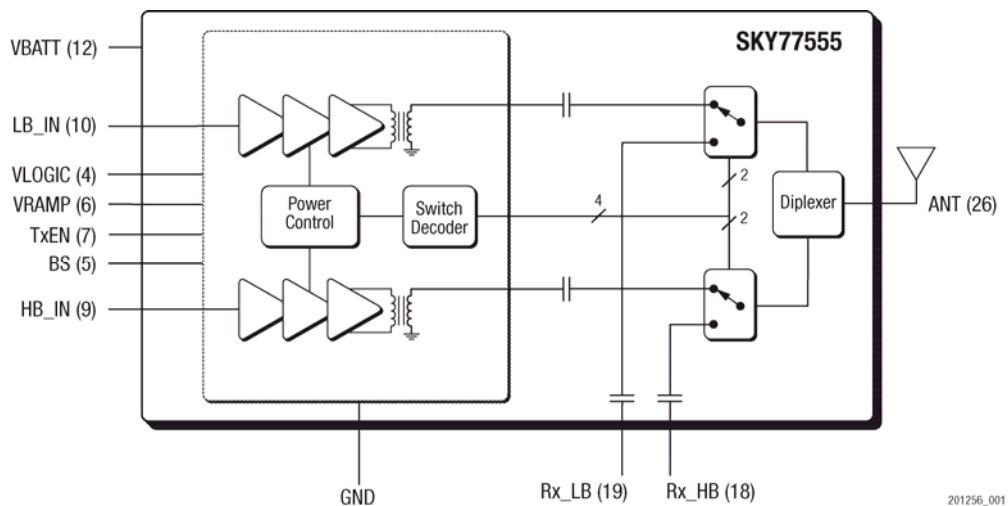 SKY77555
VBATT (12)
LB_IN (10)
VLOGIC (4)
VRAMP (6)
TxEN (7)
BS (5)
HB_IN (9)
Power
Control
Switch
Decoder
4
2
2
Diplexer
ANT (26)
GND
Rx_LB (19)
Rx_HB (18)
201256_001